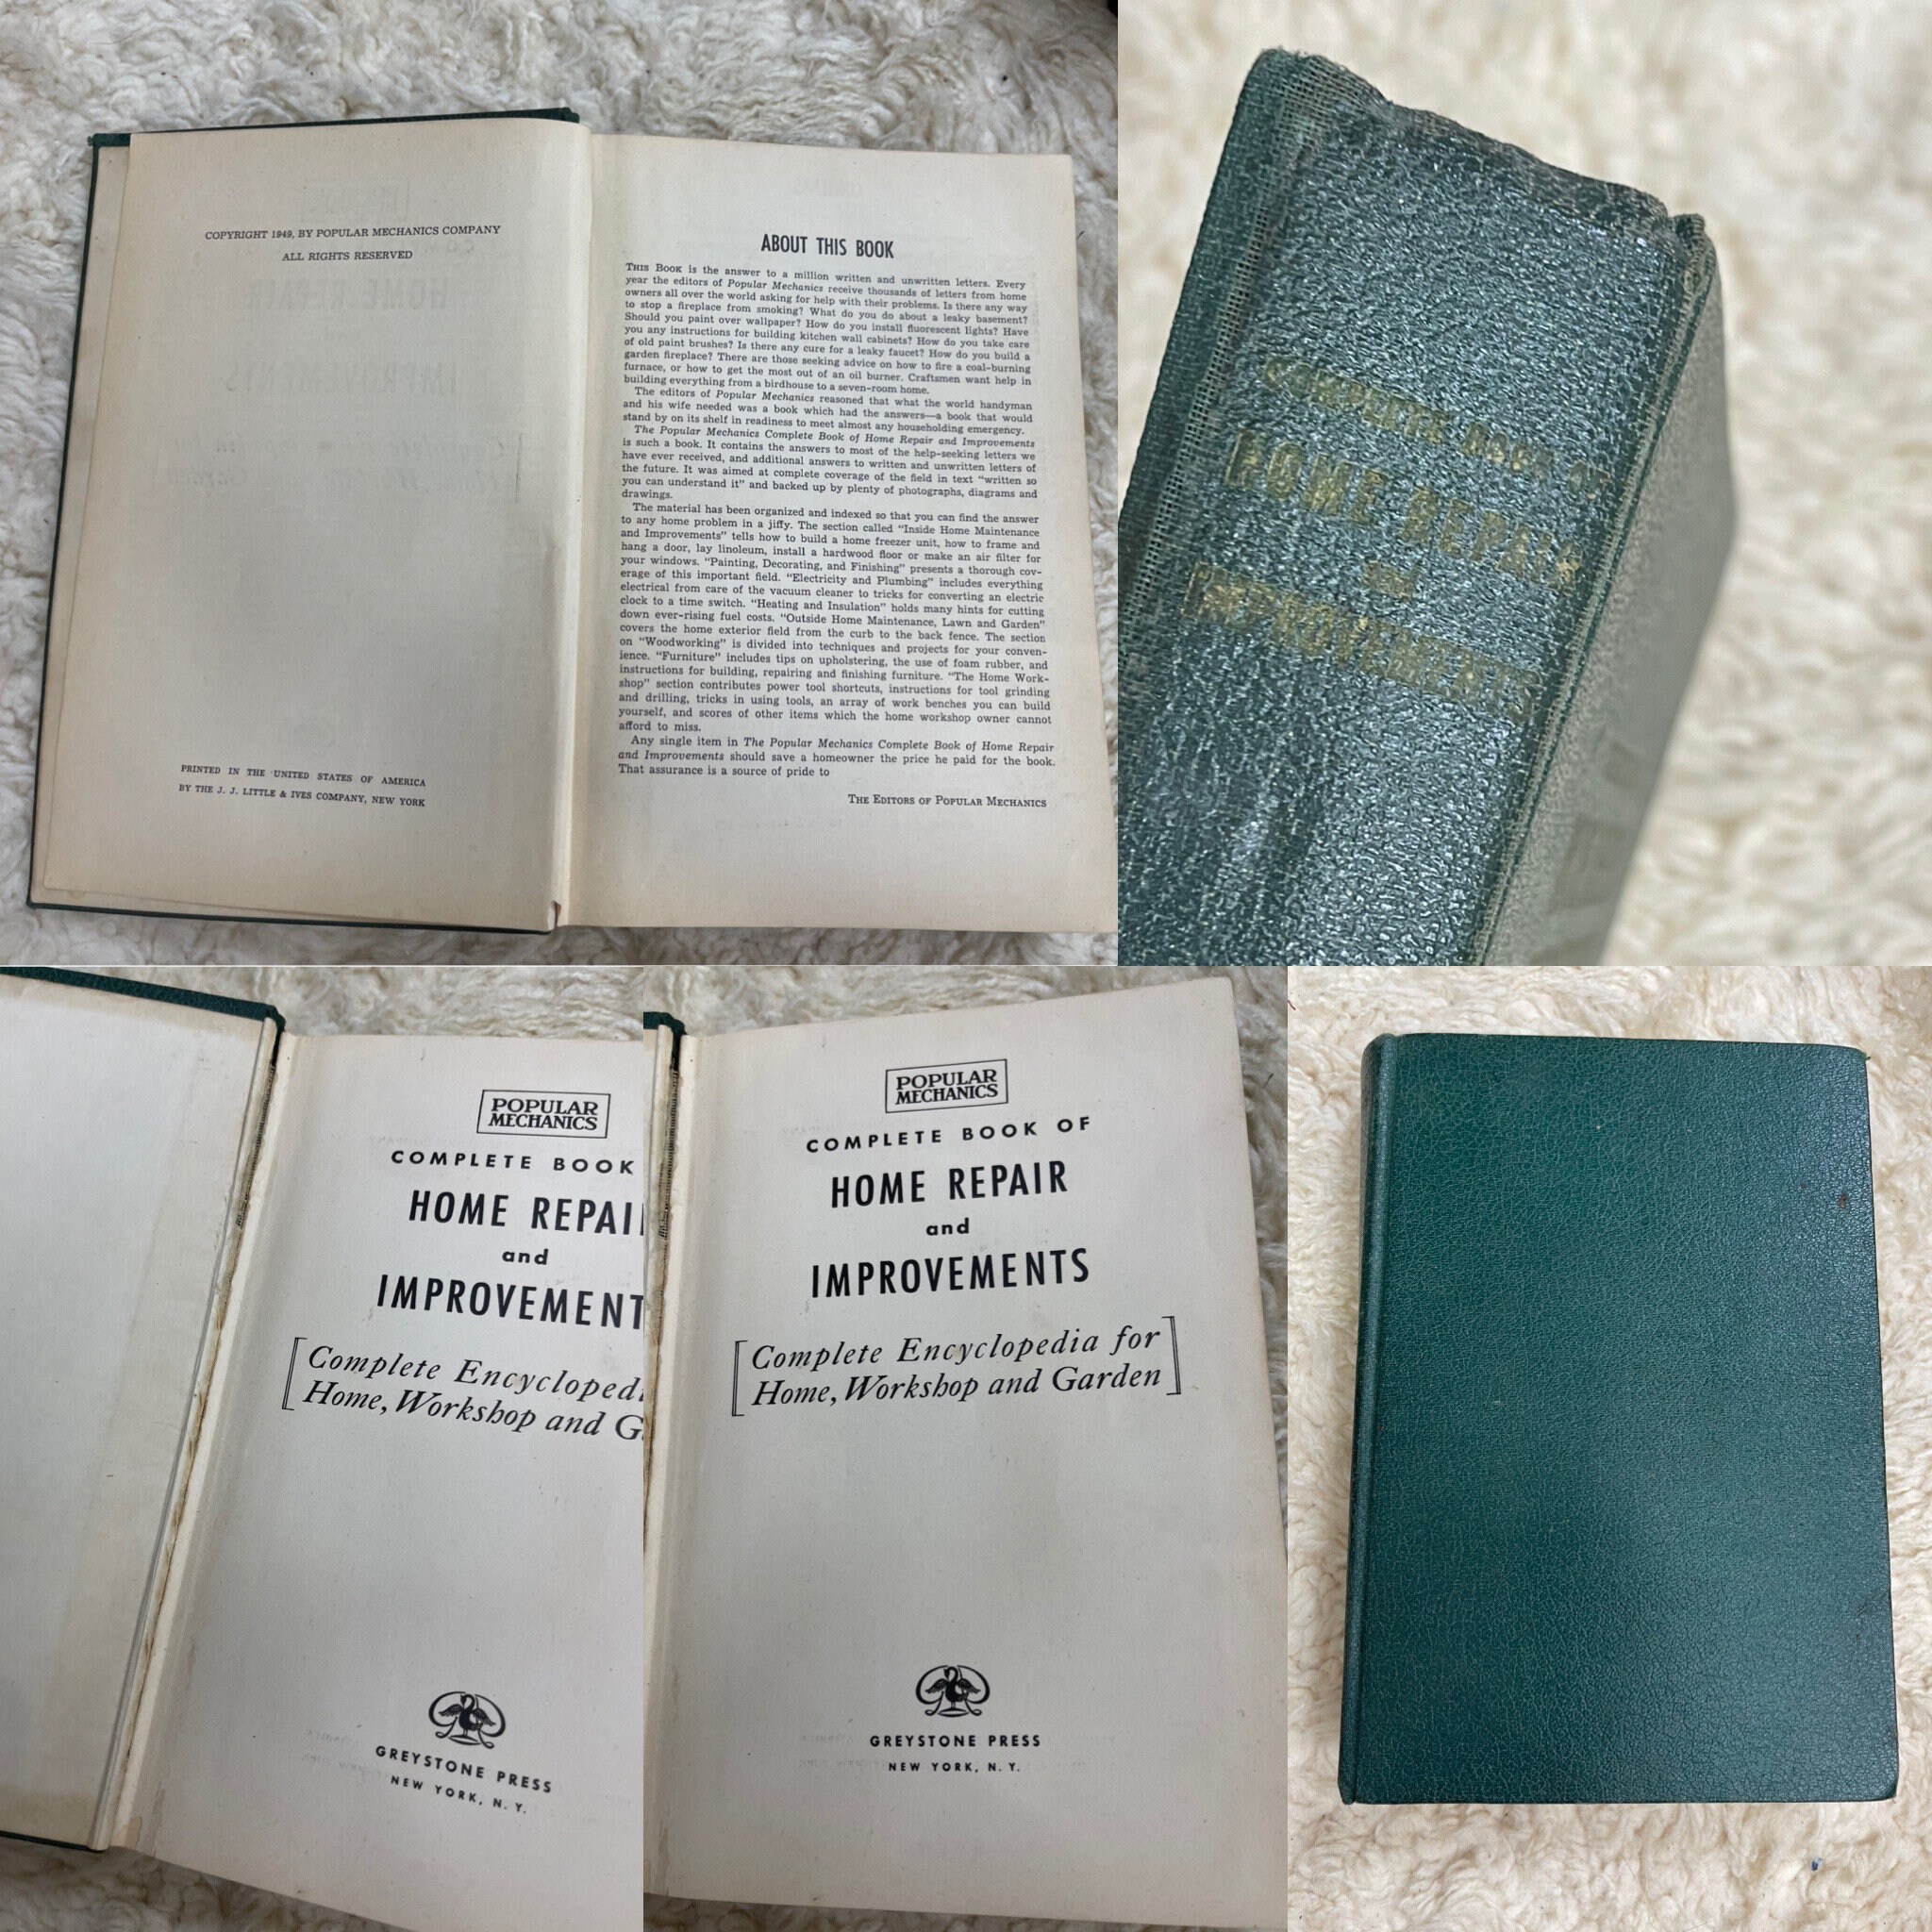 COPYRIGHT 1949, BY POPULAR MECHANICS COMPANY
ALL RIGHTS RESERVED
PRINTED IN THE UNITED STATES OF AMERICA
BY THE J. J. LITTLE & IVES COMPANY, NEW YORK
ABOUT THIS BOOK
THIS BOOK is the answer to a million written and unwritten letters. Every
year the editors of Popular Mechanics receive thousands of letters from home
owners all over the world asking for help with their problems. Is there any way
to stop a fireplace from smoking? What do you do about a leaky basement?
Should you paint over wallpaper? How do you install fluorescent lights? Have
you any instructions for building kitchen wall cabinets? How do you take care
of old paint brushes? Is there any cure for a leaky faucet? How do you build a
garden fireplace? There are those seeking advice on how to fire a coal-burning
furnace, or how to get the most out of an oil burner. Craftsmen want help in
building everything from a birdhouse to a seven-room home.
The editors of Popular Mechanics reasoned that what the world handyman
and his wife needed was a book which had the answers—a book that would
stand by on its shelf in readiness to meet almost any householding emergency.
The Popular Mechanics Complete Book of Home Repair and Improvements
is such a book. It contains the answers to most of the help-seeking letters we
have ever received, and additional answers to written and unwritten letters of
the future. It was aimed at complete coverage of the field in text “written so
you can understand it” and backed up by plenty of photographs, diagrams and
drawings.
The material has been organized and indexed so that you can find the answer
to any home problem in a jiffy. The section called “Inside Home Maintenance
and Improvements” tells how to build a home freezer unit, how to frame and
hang a door, lay linoleum, install a hardwood floor or make an air filter for
your windows. “Painting, Decorating, and Finishing” presents a thorough cov-
erage of this important field. “Electricity and Plumbing” includes everything
electrical from care of the vacuum cleaner to tricks for converting an electric
clock to a time switch. “Heating and Insulation” holds many hints for cutting
down ever-rising fuel costs. “Outside Home Maintenance, Lawn and Garden”
covers the home exterior field from the curb to the back fence. The section
on “Woodworking” is divided into techniques and projects for your conven-
ience. “Furniture” includes tips on upholstering, the use of foam rubber, and
instructions for building, repairing and finishing furniture. “The Home Work-
shop” section contributes power tool shortcuts, instructions for tool grinding
and drilling, tricks in using tools, an array of work benches you can build
yourself, and scores of other items which the home workshop owner cannot
afford to miss.
Any single item in The Popular Mechanics Complete Book of Home Repair
and Improvements should save a homeowner the price he paid for the book.
That assurance is a source of pride to
THE EDITORS OF POPULAR MECHANICS
COMPLETE BOOK OF
HOME REPAIR
and
IMPROVEMENTS
POPULAR
MECHANICS
COMPLETE BOOK
HOME REPAI
and
IMPROVEMENT
Complete Encycloped
Home, Workshop and G
GREYSTONE PRESS
NEW YORK, N. Y.
POPULAR
MECHANICS
COMPLETE BOOK OF
HOME REPAIR
and
IMPROVEMENTS
Complete Encyclopedia for
Home, Workshop and Garden
GREYSTONE PRESS
NEW YORK, N. Y.